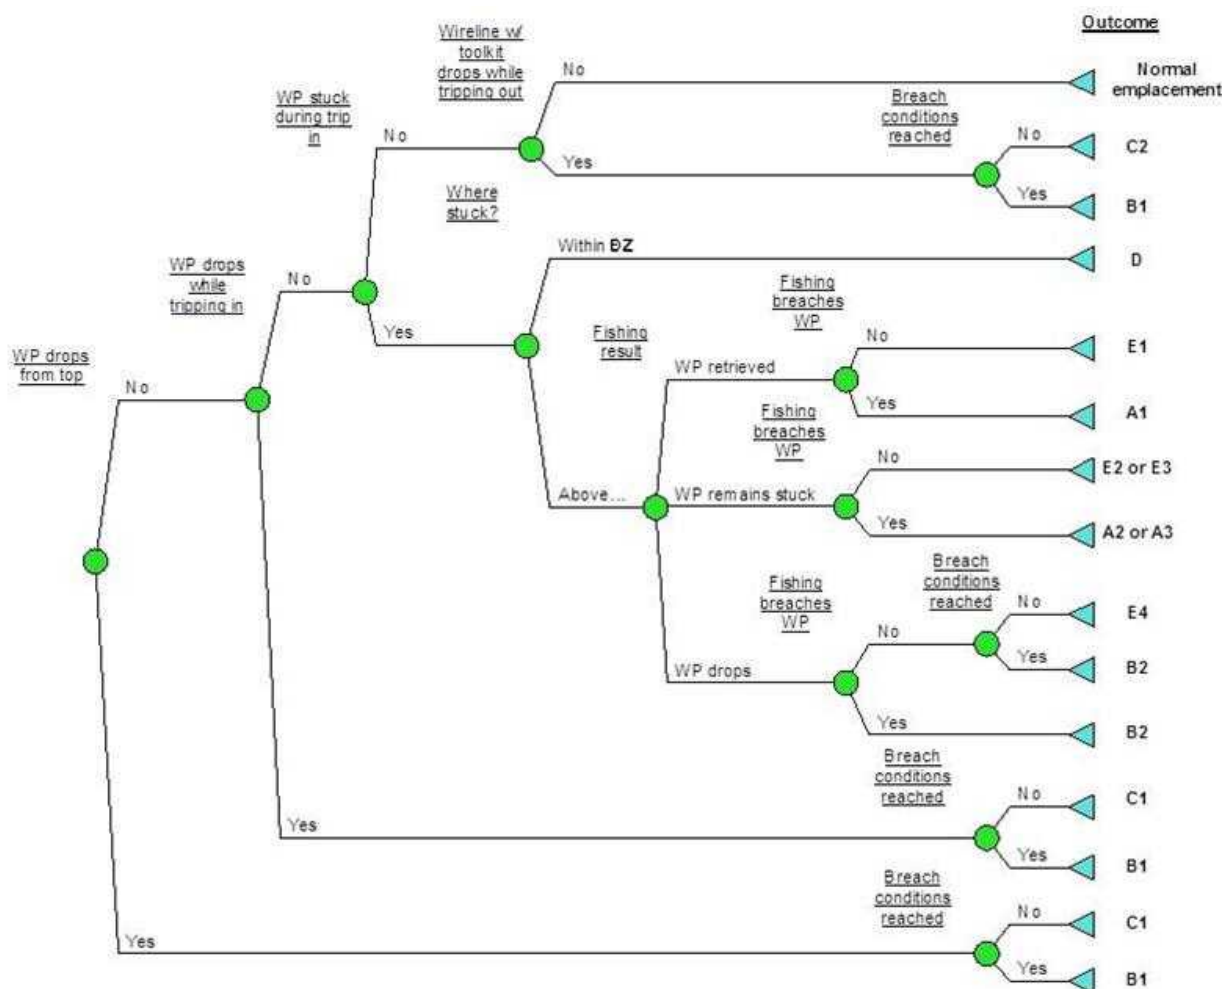 Outcome
Wireline w/
toolkit
drops while
tripping out
No
Normal
emplacement
WP stuck
during trip
in
No
Breach
conditions
reached
No
C2
Yes
Yes
B1
Where
stuck?
Within ĐZ
D
WP drops
while
tripping in
No
Fishing
breaches
WP
Yes
Fishing
result
No
E1
WP drops
from top
WP retrieved
No
Yes
A1
Fishing
breaches
WP
No
E2 or E3
Above...
WP remains stuck
Yes
A2 or A3
Breach
conditions
reached
Fishing
breaches
WP
No
E4
No
Yes
B2
WP drops
Yes
B2
Breach
conditions
reached
No
C1
Yes
Yes
B1
Breach
conditions
reached
No
C1
Yes
Yes
B1